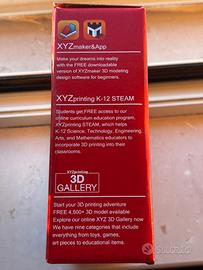 XYZmaker&App
Make your dreams into reality
with the FREE downloadable
version of XYZmaker 3D modeling
design software for beginners.
XYZprinting K-12 STEAM
Students get FREE access to our
online curriculum education program,
XYZprinting STEAM, which helps
K-12 Science, Technology, Engineering,
Arts, and Mathematics educators to
incorporate 3D printing into their
classrooms.
XYZprinting
3D
GALLERY
Start your 3D printing adventure
FREE 4,500+ 3D model available
Explore our online XYZ 3D Gallery now
We have nine categories that include
everything from toys, games,
art pieces to educational items.
Subito